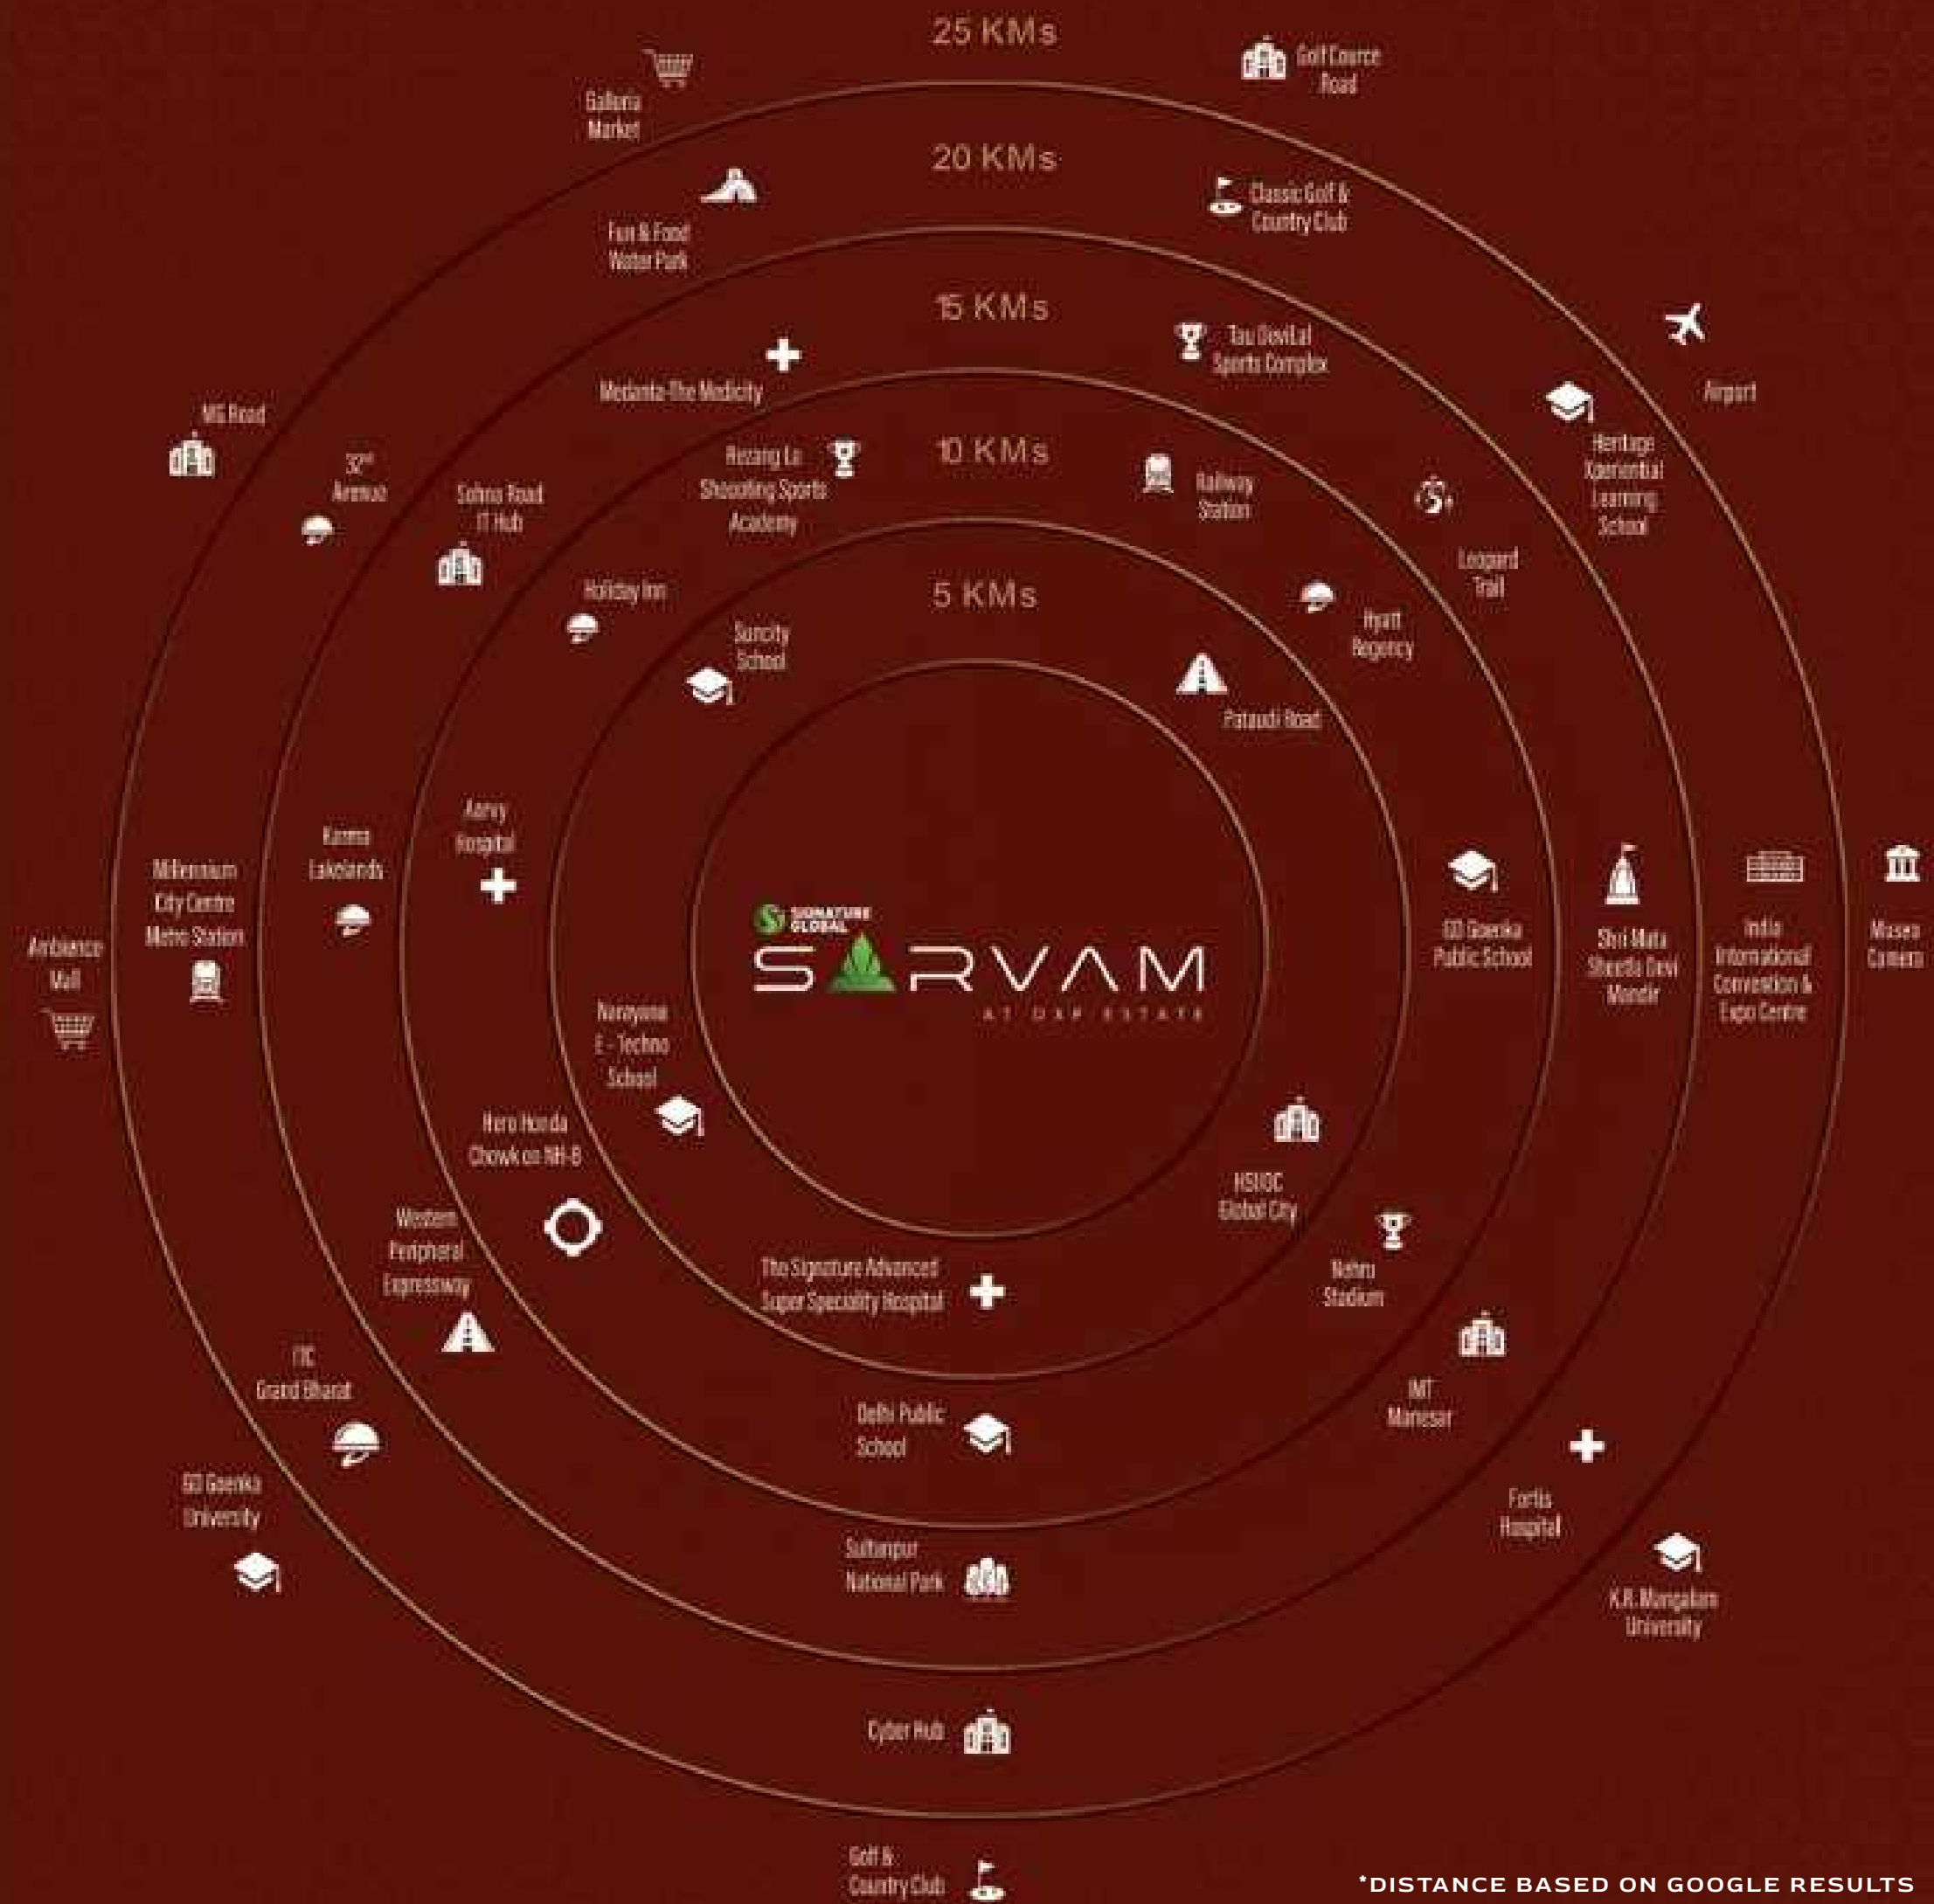 25 KMs
Golf Cource
Road
Galleria
Market
20 KMs
Classic Golf &
Country Club
Fun & Food
Water Park
15 KMs
Tau DeviLal
Sports Complex
Medanta-The Medicity
Airport
MG Road
Heritage
Xperiential
Learning
School
10 KMs
Rezang La
Shooting Sports
Academy
Railway
Station
32nd
Avenue
Sohna Road
IT Hub
Leopard
Trail
Holiday Inn
5 KMs
Hyatt
Regency
Suncity
School
Pataudi Road
Aarvy
Hospital
Karma
Lakelands
Millennium
City Centre
Metro Station
Ambience
Mall
SIGNATURE
GLOBAL
SARVAM
AT DXP ESTATE
GD Goenka
Public School
Shri Mata
Sheetla Devi
Mandir
India
International
Convention &
Expo Centre
Museo
Camera
Narayana
E - Techno
School
Hero Honda
Chowk on NH-8
HSIIDC
Global City
Western
Peripheral
Expressway
The Signature Advanced
Super Speciality Hospital
Nehru
Stadium
ITC
Grand Bharat
IMT
Manesar
Delhi Public
School
GD Goenka
University
Fortis
Hospital
Sultanpur
National Park
K.R. Mangalam
University
Cyber Hub
Golf &
Country Club
*DISTANCE BASED ON GOOGLE RESULTS